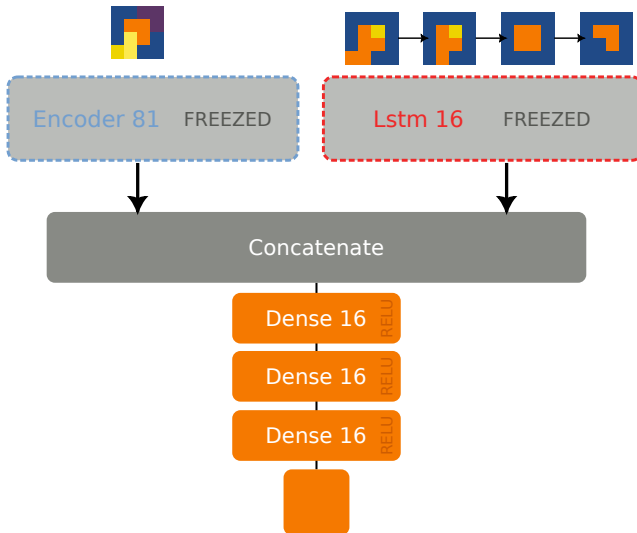 Encoder 81 FREEZED
Lstm 16 FREEZED
Concatenate
Dense 16 RELU
Dense 16 RELU
Dense 16 RELU